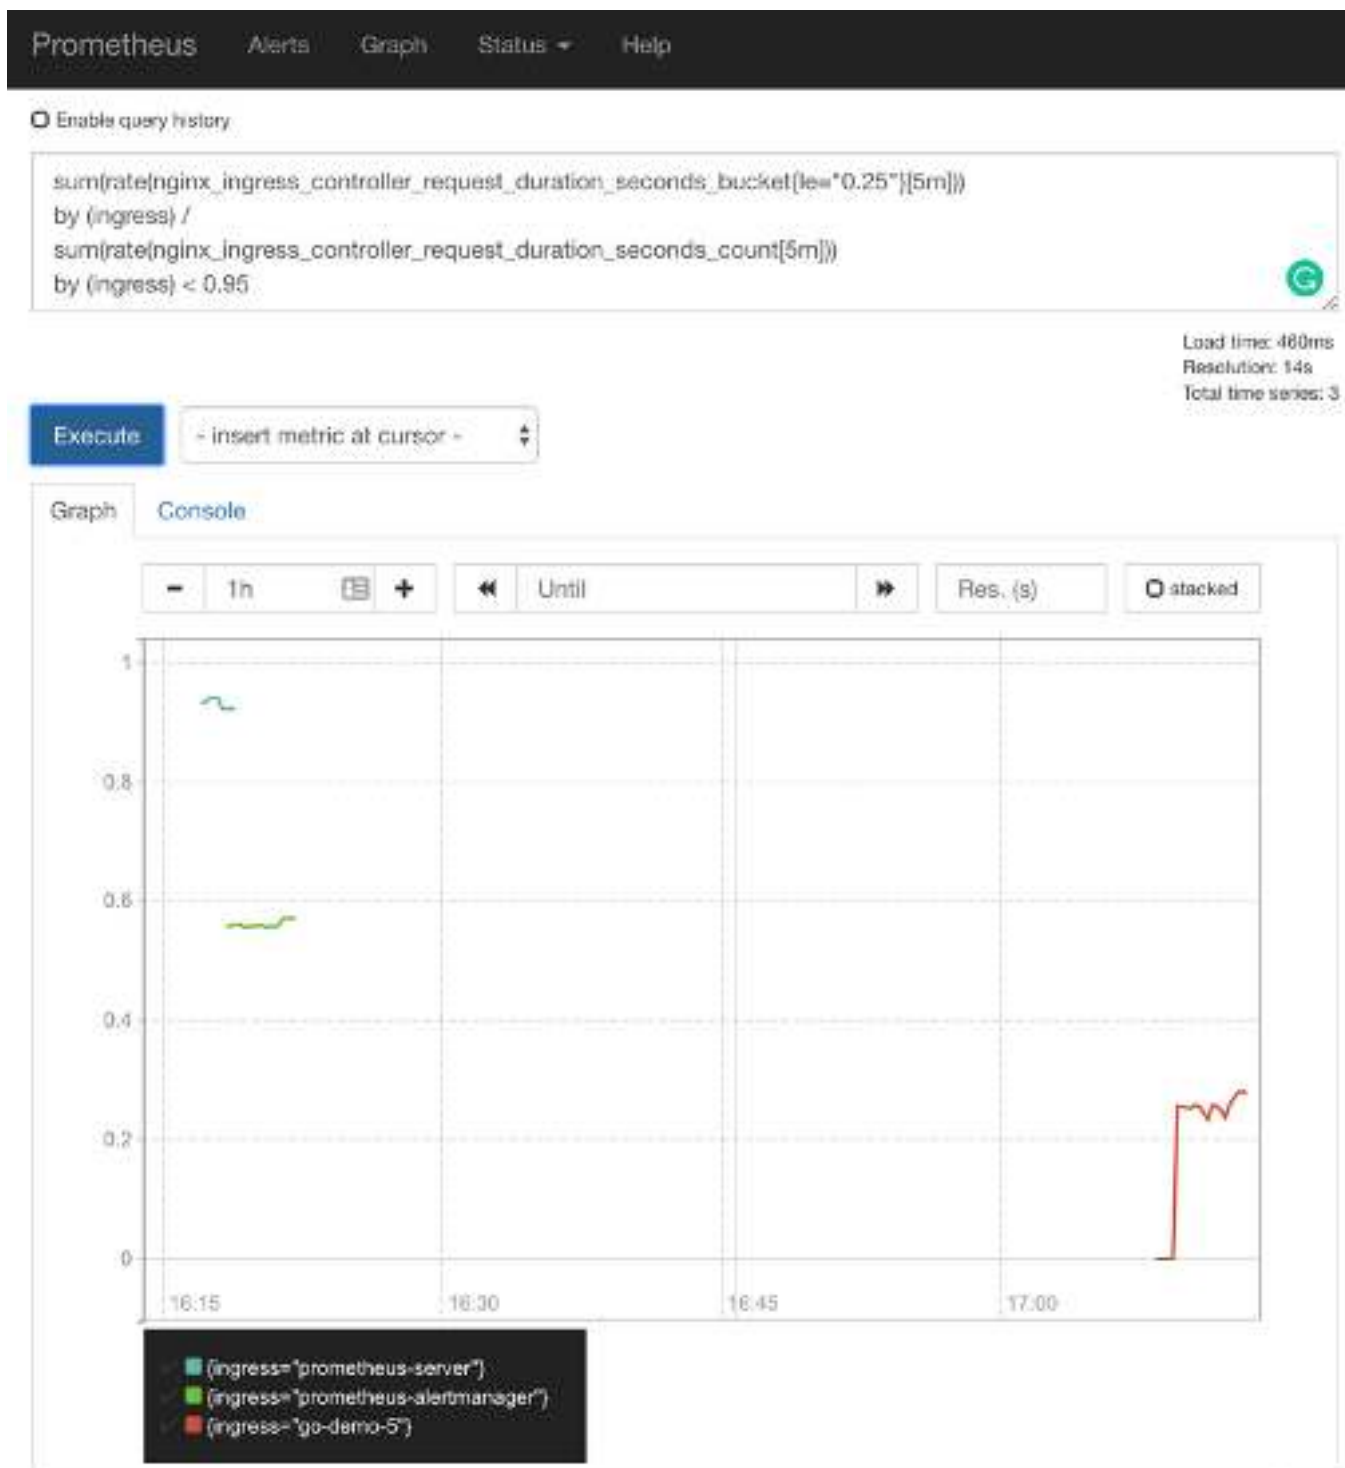 Prometheus Alerts Graph Status Help
Enable query history
sum(rate(nginx_ingress_controller_request_duration_seconds_bucket{le="0.25"}[5m]))
by (ingress) /
sum(rate(nginx_ingress_controller_request_duration_seconds_count[5m]))
by (ingress) < 0.95
Load time: 460ms
Resolution: 14s
Total time series: 3
Execute - insert metric at cursor -
Graph Console
- 1h + Until Res. (s) stacked
1
0.8
0.6
0.4
0.2
0
16:15 16:30 16:45 17:00
{ingress="prometheus-server"}
{ingress="prometheus-alertmanager"}
{ingress="go-demo-5"}